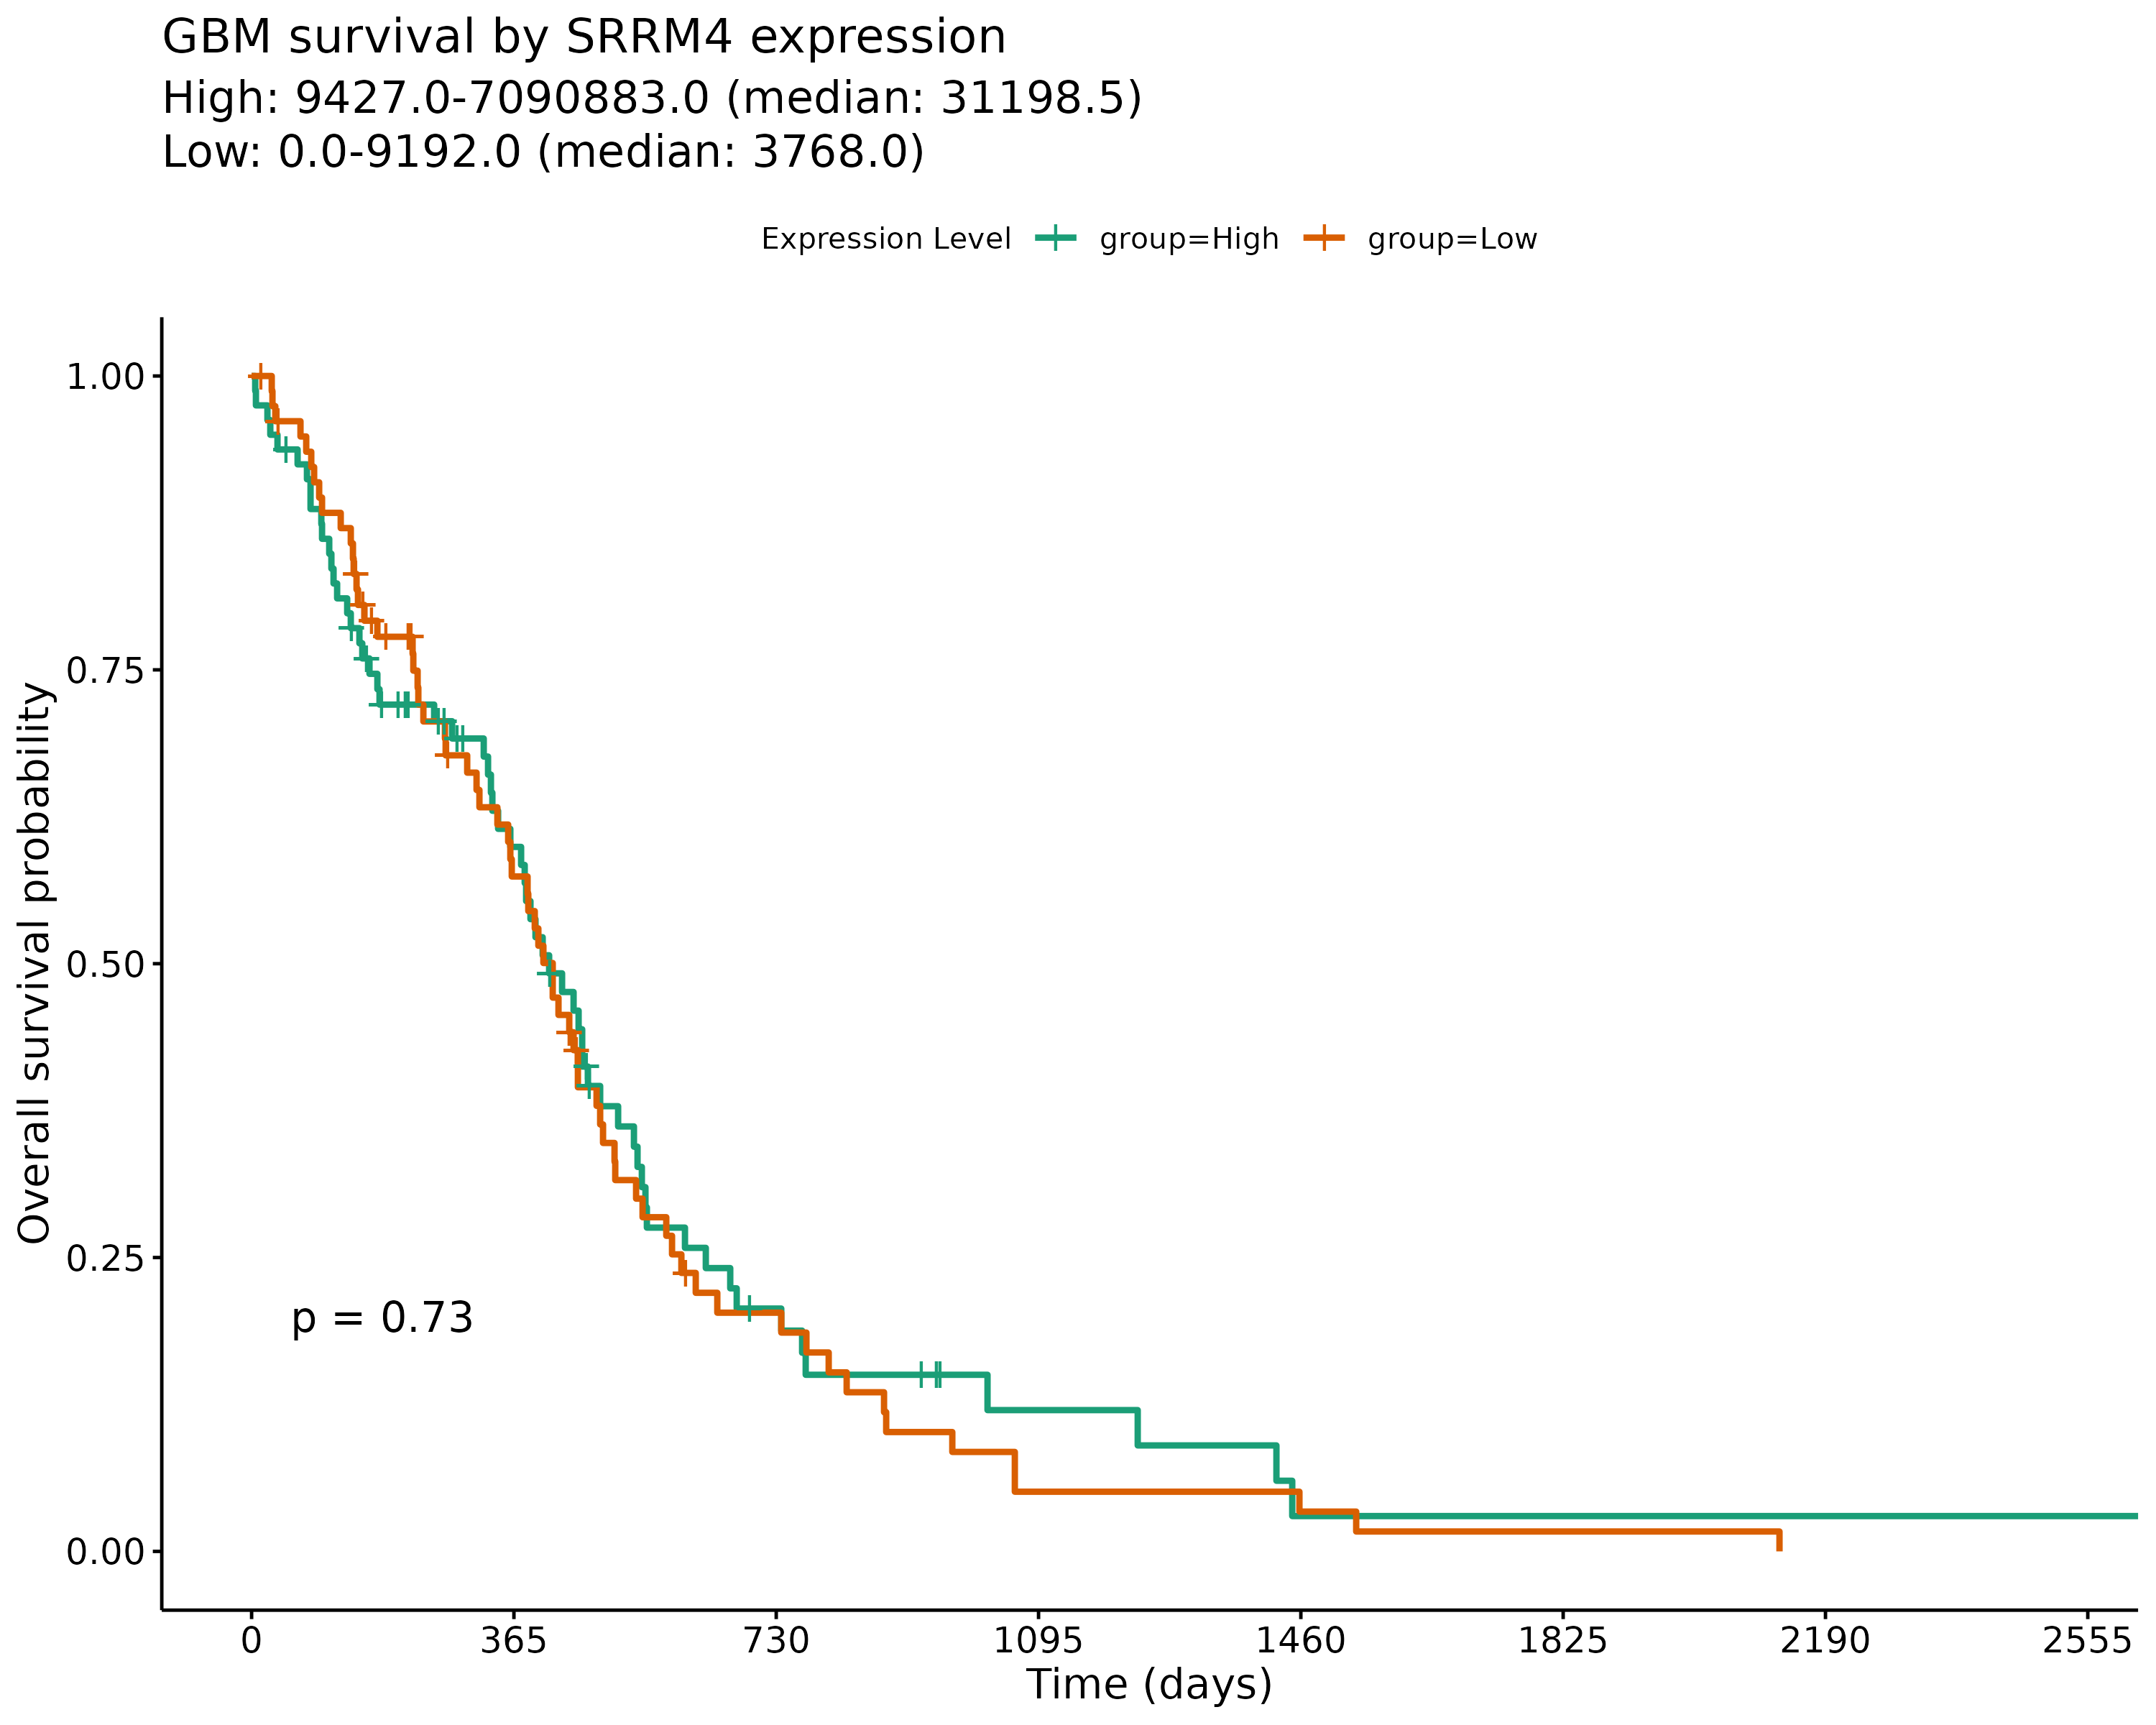 GBM survival by SRRM4 expression
High: 9427.0-7090883.0 (median: 31198.5)
Low: 0.0-9192.0 (median: 3768.0)
Expression Level group=High group=Low
1.00
0.75
0.50
0.25
0.00
Overall survival probability
p = 0.73
0 365 730 1095 1460 1825 2190 2555
Time (days)